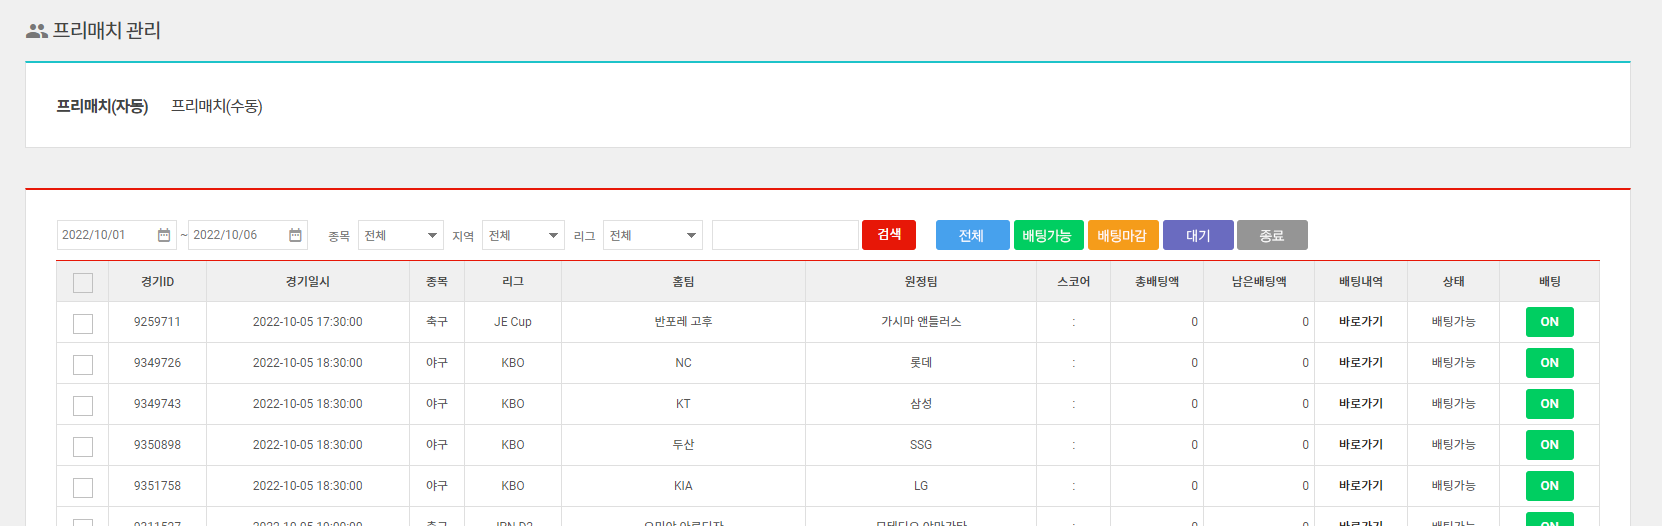 프리매치 관리
프리매치(자동) 프리매치(수동)
2022/10/01 ~ 2022/10/06 종목 전체 지역 전체 리그 전체 검색 전체 배팅가능 배팅마감 대기 종료
경기ID 경기일시 종목 리그 홈팀 원정팀 스코어 총배팅액 남은배팅액 배팅내역 상태 배팅
9259711 2022-10-05 17:30:00 축구 JE Cup 반포레 고후 가시마 앤틀러스 : 0 0 바로가기 배팅가능 ON
9349726 2022-10-05 18:30:00 야구 KBO NC 롯데 : 0 0 바로가기 배팅가능 ON
9349743 2022-10-05 18:30:00 야구 KBO KT 삼성 : 0 0 바로가기 배팅가능 ON
9350898 2022-10-05 18:30:00 야구 KBO 두산 SSG : 0 0 바로가기 배팅가능 ON
9351758 2022-10-05 18:30:00 야구 KBO KIA LG : 0 0 바로가기 배팅가능 ON